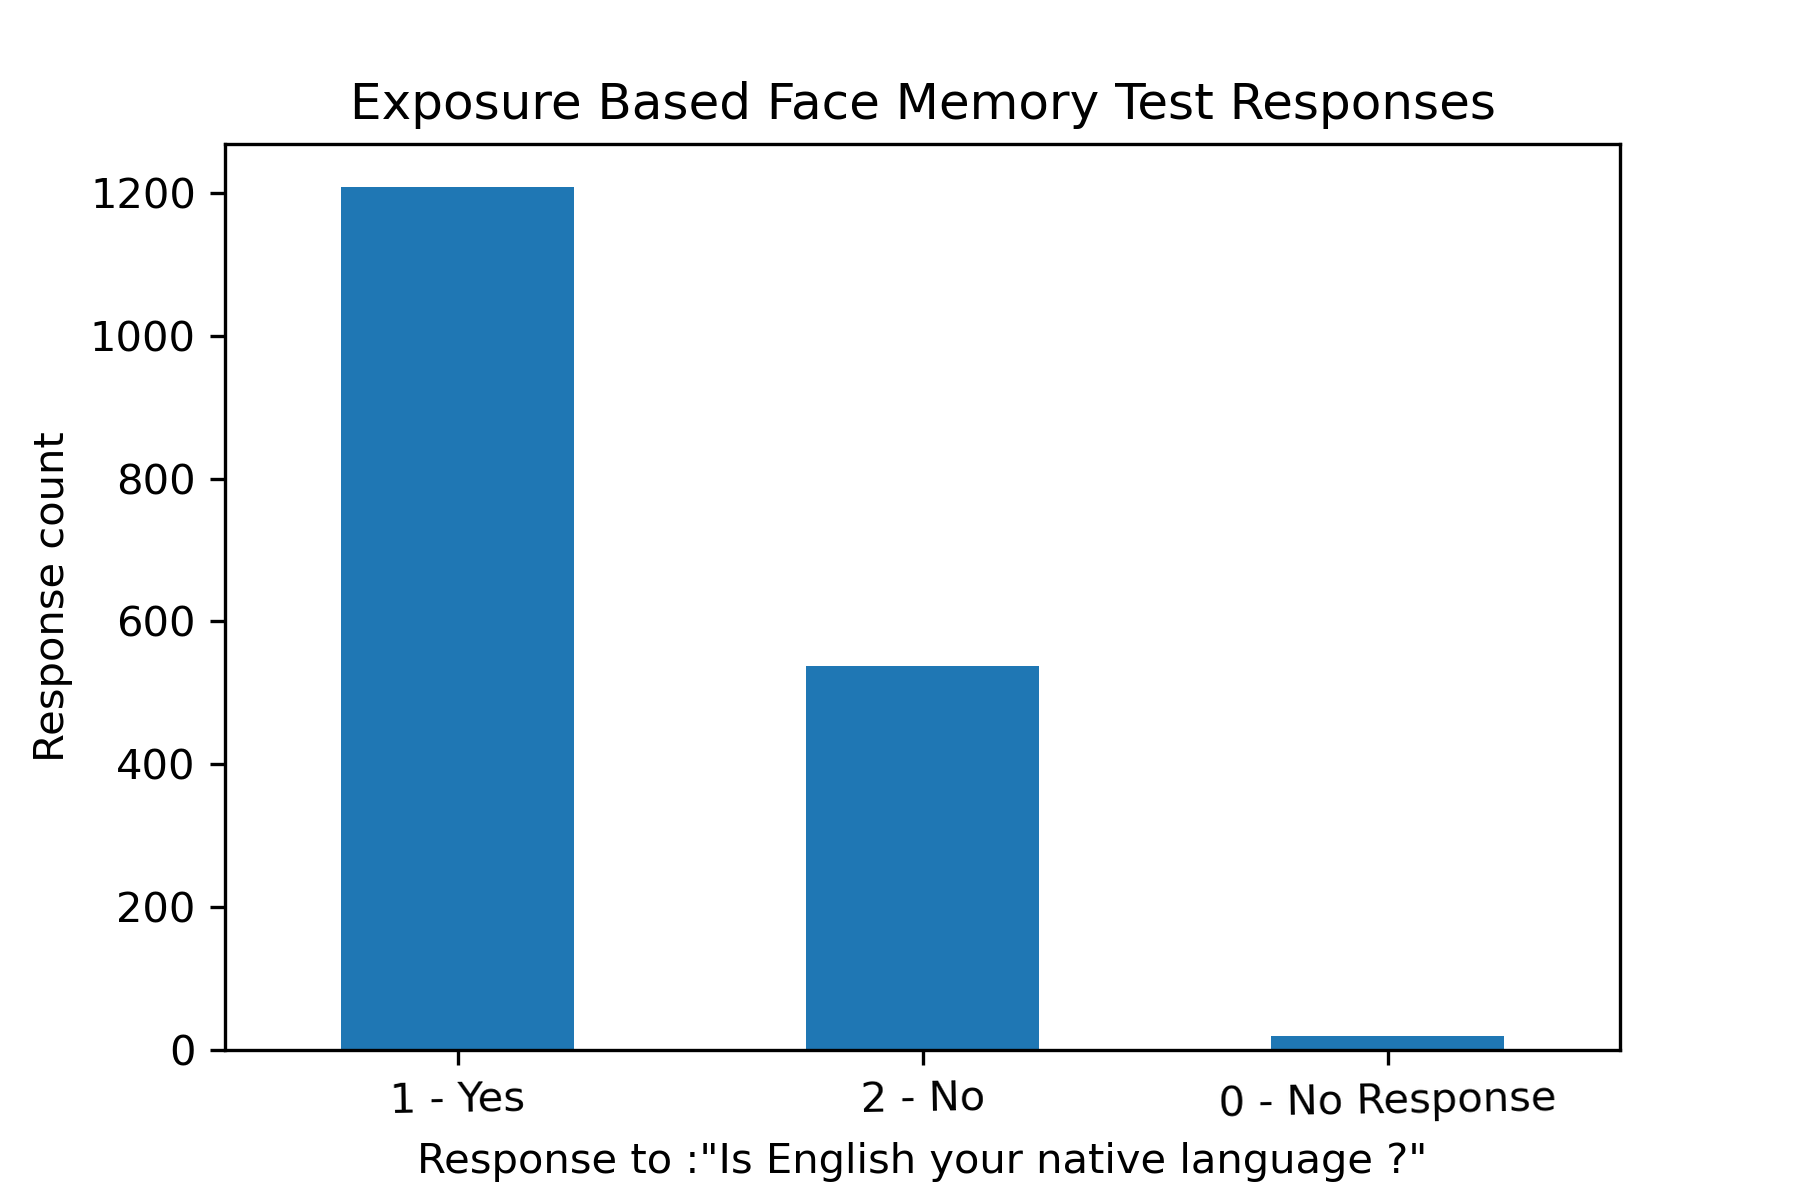 Exposure Based Face Memory Test Responses
1200
1000
800
600
400
200
0
Response count
1 - Yes
2 - No
0 - No Response
Response to :"Is English your native language ?"